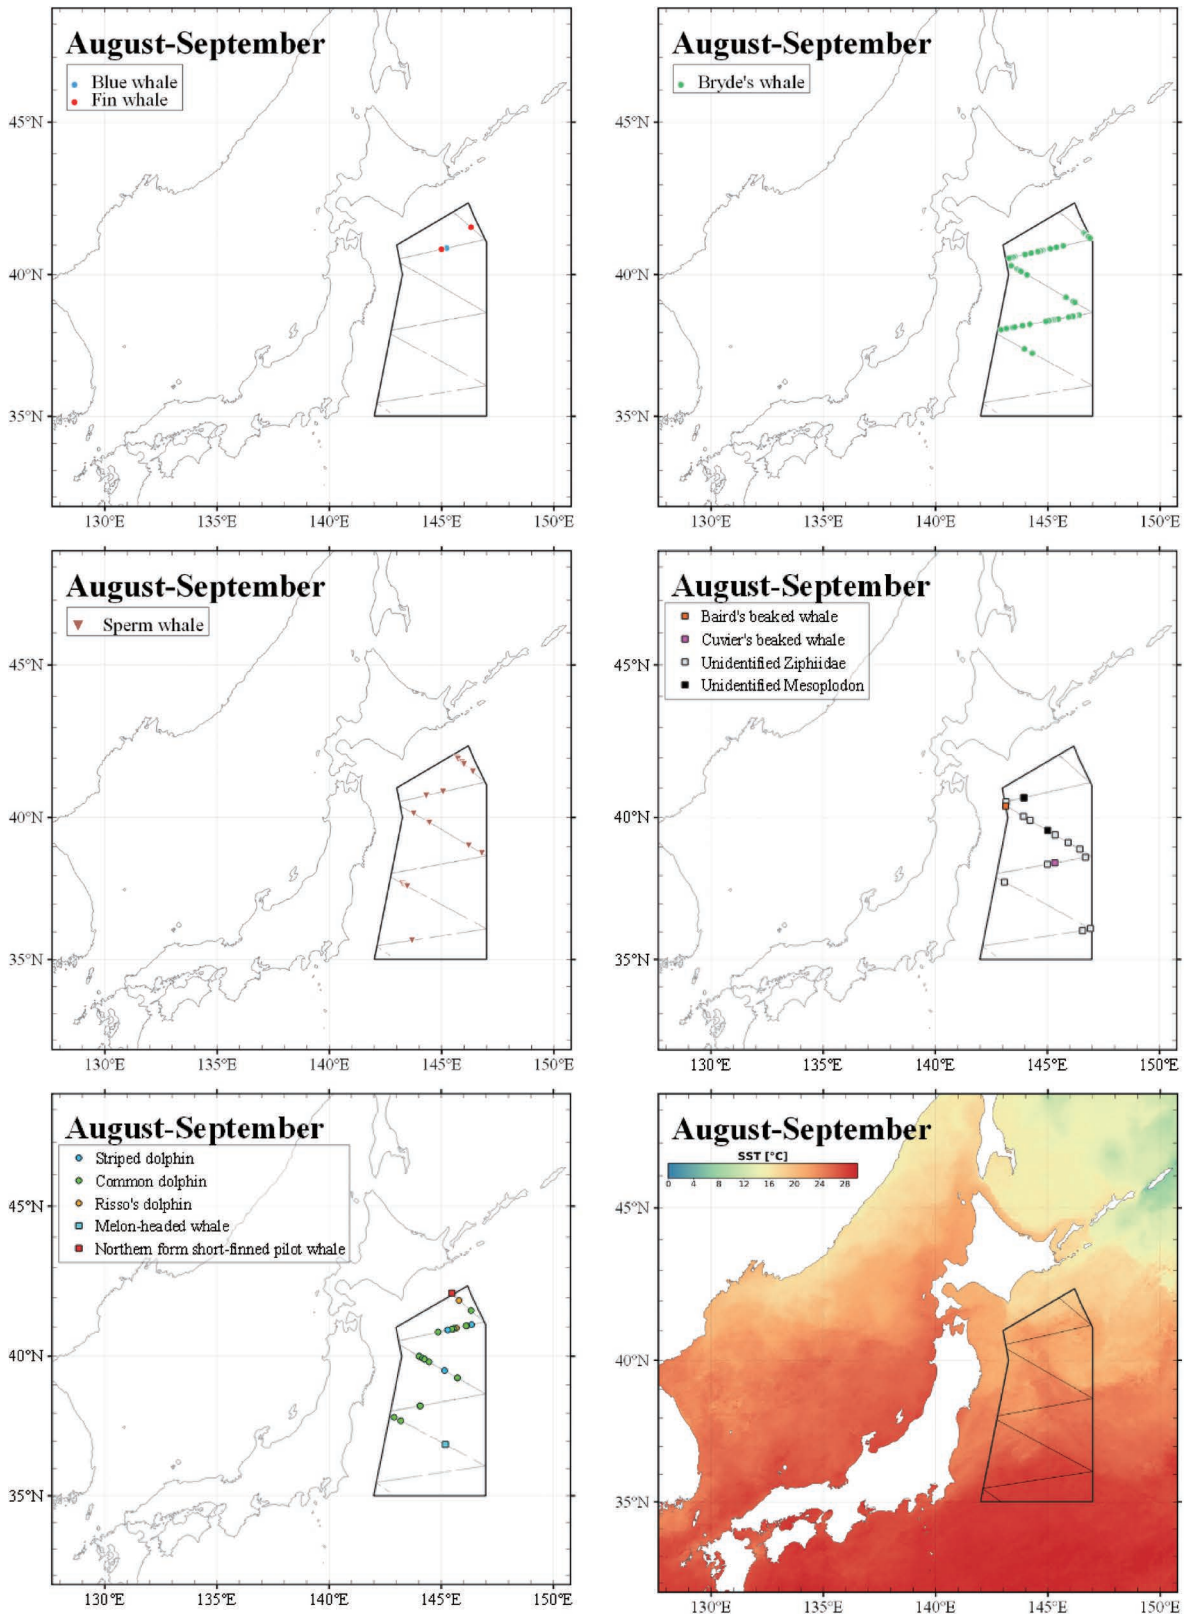 August-September
Blue whale
Fin whale
45°N
40°N
35°N
130°E 135°E 140°E 145°E 150°E
August-September
Bryde's whale
45°N
40°N
35°N
130°E 135°E 140°E 145°E 150°E
August-September
Sperm whale
45°N
40°N
35°N
130°E 135°E 140°E 145°E 150°E
August-September
Baird's beaked whale
Cuvier's beaked whale
Unidentified Ziphiidae
Unidentified Mesoplodon
45°N
40°N
35°N
130°E 135°E 140°E 145°E 150°E
August-September
Striped dolphin
Common dolphin
Risso's dolphin
Melon-headed whale
Northern form short-finned pilot whale
45°N
40°N
35°N
130°E 135°E 140°E 145°E 150°E
August-September
SST [°C]
0 4 8 12 16 20 24 28
45°N
40°N
35°N
130°E 135°E 140°E 145°E 150°E